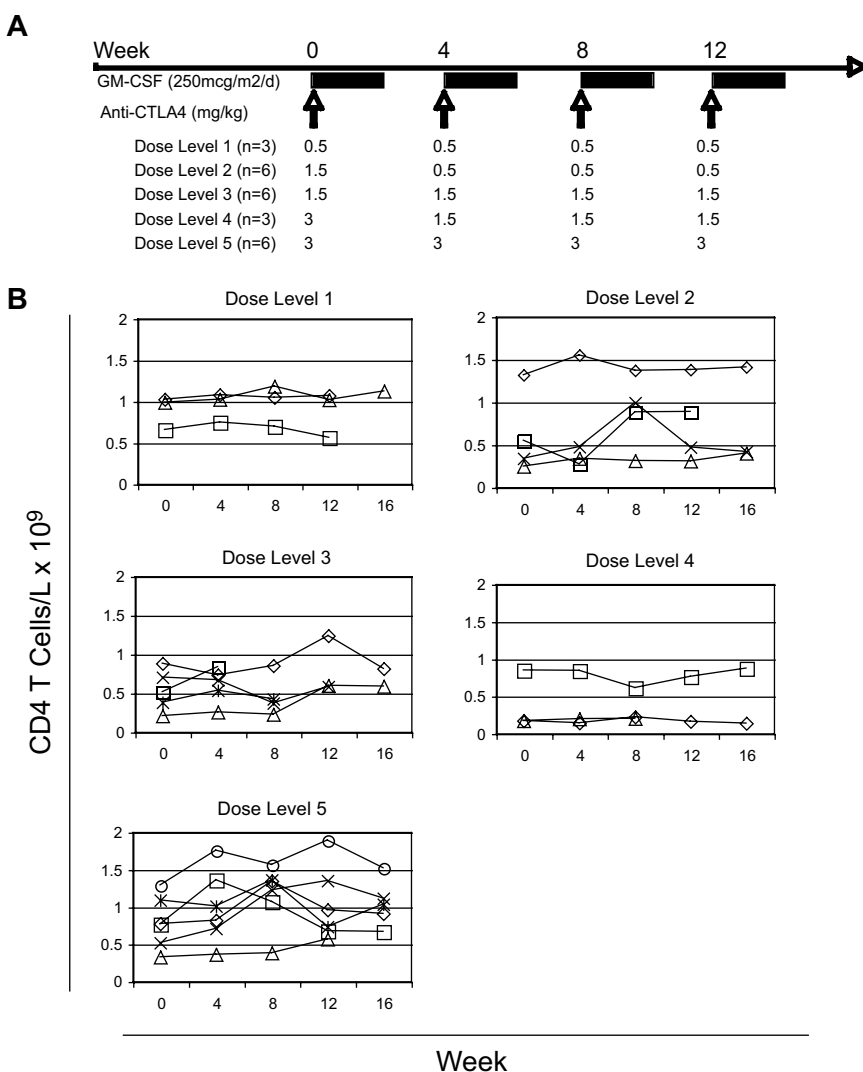 A
Week 0 4 8 12
GM-CSF (250mcg/m2/d)
Anti-CTLA4 (mg/kg)
Dose Level 1 (n=3) 0.5 0.5 0.5 0.5
Dose Level 2 (n=6) 1.5 0.5 0.5 0.5
Dose Level 3 (n=6) 1.5 1.5 1.5 1.5
Dose Level 4 (n=3) 3 1.5 1.5 1.5
Dose Level 5 (n=6) 3 3 3 3
B
CD4 T Cells/L x 10⁹
Dose Level 1
2
1.5
1
0.5
0
0 4 8 12 16
Dose Level 2
2
1.5
1
0.5
0
0 4 8 12 16
Dose Level 3
2
1.5
1
0.5
0
0 4 8 12 16
Dose Level 4
2
1.5
1
0.5
0
0 4 8 12 16
Dose Level 5
2
1.5
1
0.5
0
0 4 8 12 16
Week